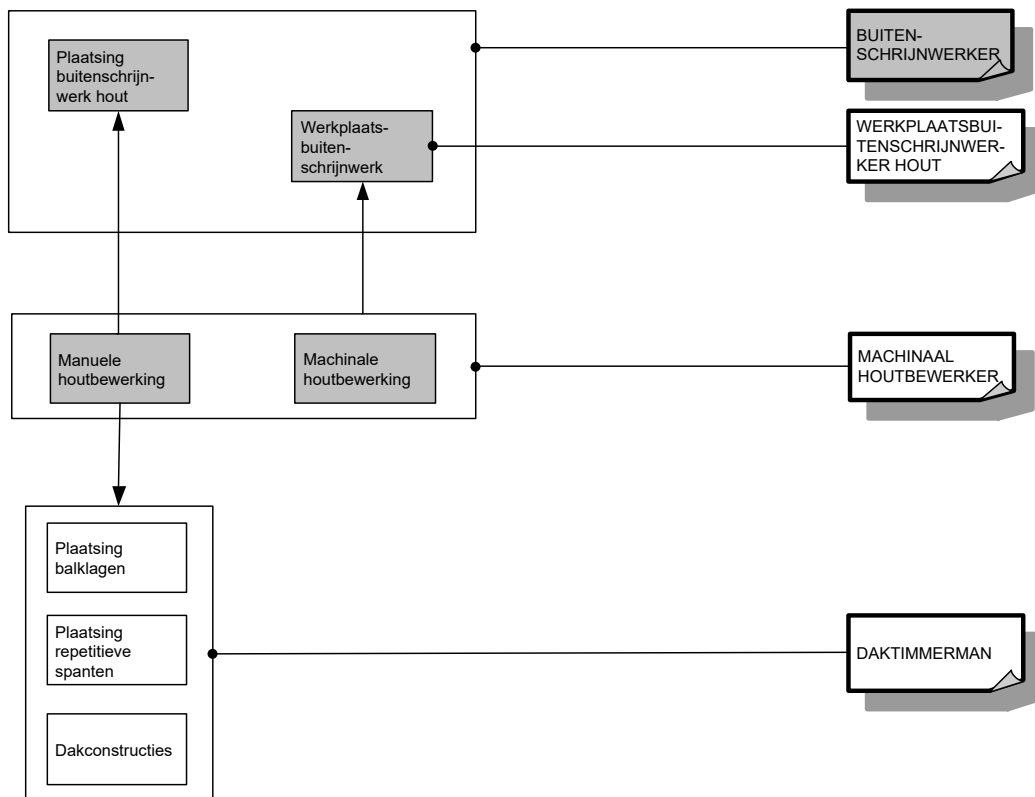 Plaatsing
buitenschrijn-
werk hout
Werkplaats-
buiten-
schrijnwerk
BUITEN-
SCHRIJNWERKER
WERKPLAATSBUI-
TENSCHRIJNWER-
KER HOUT
Manuele
houtbewerking
Machinale
houtbewerking
MACHINAAL
HOUTBEWERKER
Plaatsing
balklagen
Plaatsing
repetitieve
spanten
Dakconstructies
DAKTIMMERMAN